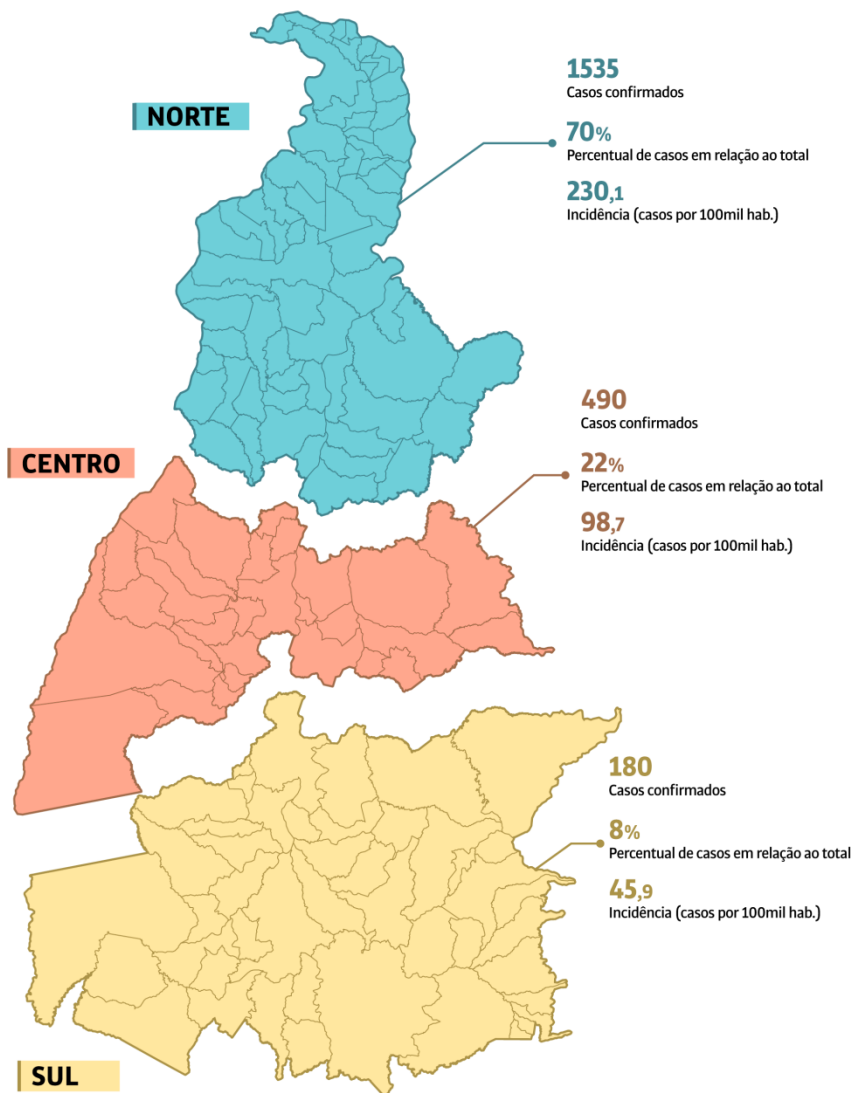 NORTE
1535
Casos confirmados
70%
Percentual de casos em relação ao total
230,1
Incidência (casos por 100mil hab.)
CENTRO
490
Casos confirmados
22%
Percentual de casos em relação ao total
98,7
Incidência (casos por 100mil hab.)
180
Casos confirmados
8%
Percentual de casos em relação ao total
45,9
Incidência (casos por 100mil hab.)
SUL